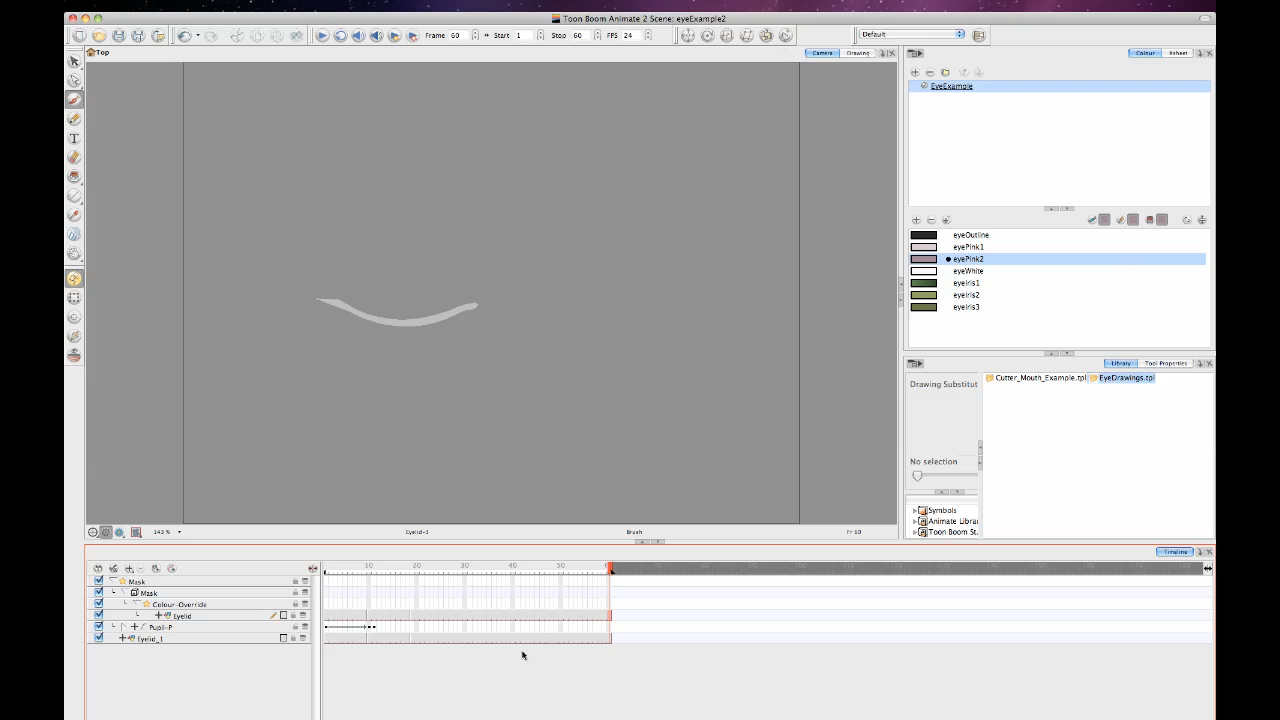 Toon Boom Animate 2 Scene: eyeExample2
Frame 60 Start 1 Stop 60 FPS 24 Default
Top Camera Drawing
Colour Xsheet
EyeExample
eyeOutline
eyePink1
eyePink2
eyeWhite
eyeIris1
eyeIris2
eyeIris3
Library Tool Properties
Drawing Substitut
Cutter_Mouth_Example.tpl EyeDrawings.tpl
No selection
Symbols
Animate Librar
Toon Boom St.
143 % Eyelid-3 Brush Fr 60
Timeline
10 20 30 40 50
Mask
Mask
Colour-Override
Eyelid
Pupil-P
Eyelid_1